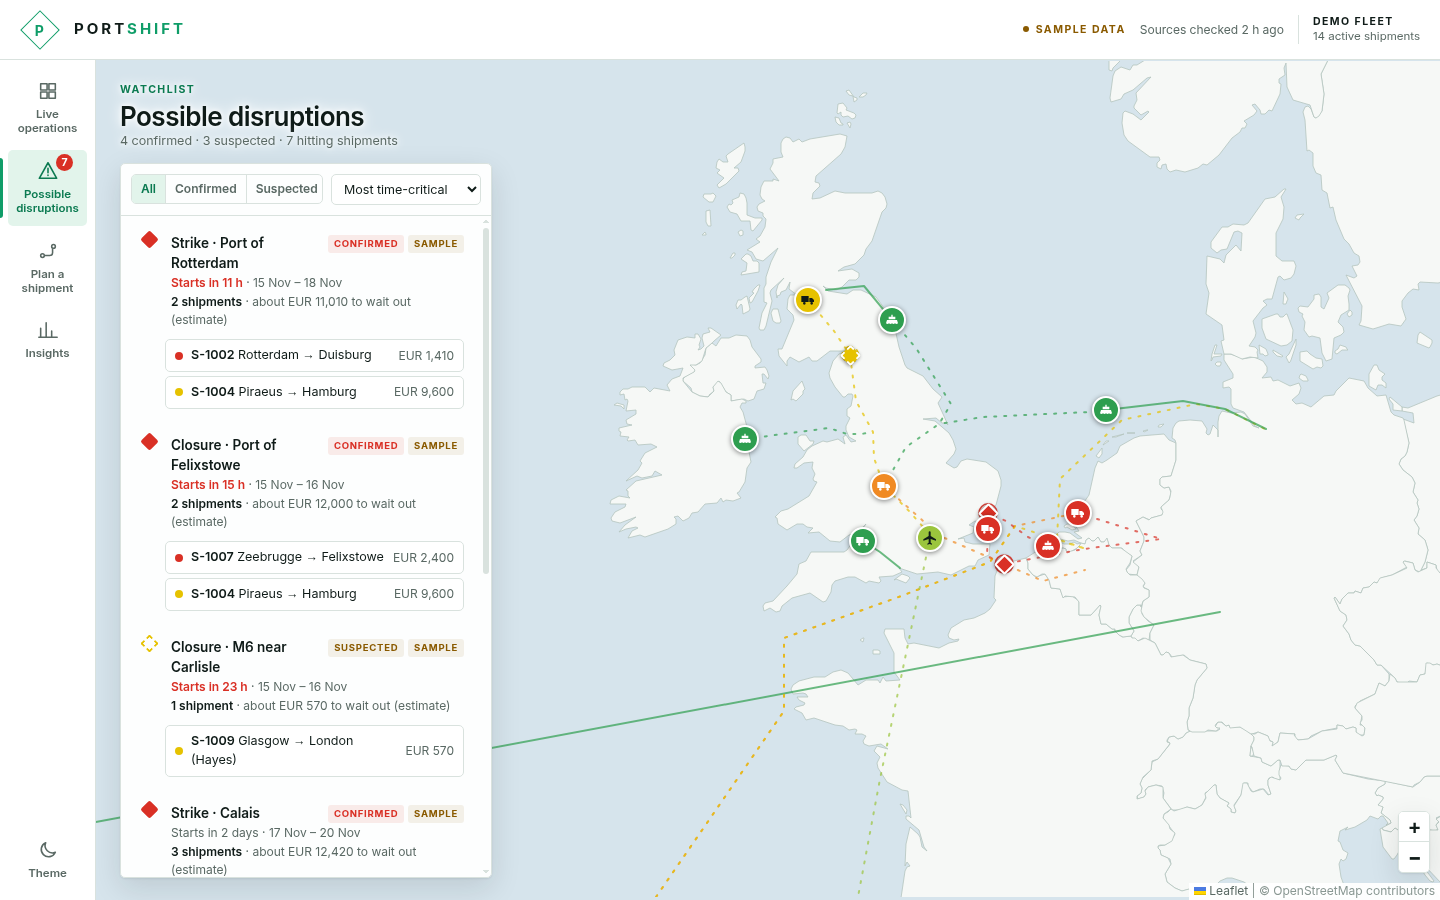 P PORTSHIFT
SAMPLE DATA Sources checked 2 h ago
DEMO FLEET
14 active shipments
Live
operations
7
Possible
disruptions
Plan a
shipment
Insights
Theme
WATCHLIST
Possible disruptions
4 confirmed · 3 suspected · 7 hitting shipments
All Confirmed Suspected Most time-critical
Strike · Port of
Rotterdam
CONFIRMED SAMPLE
Starts in 11 h · 15 Nov – 18 Nov
2 shipments · about EUR 11,010 to wait out
(estimate)
S-1002 Rotterdam → Duisburg EUR 1,410
S-1004 Piraeus → Hamburg EUR 9,600
Closure · Port of
Felixstowe
CONFIRMED SAMPLE
Starts in 15 h · 15 Nov – 16 Nov
2 shipments · about EUR 12,000 to wait out
(estimate)
S-1007 Zeebrugge → Felixstowe EUR 2,400
S-1004 Piraeus → Hamburg EUR 9,600
Closure · M6 near
Carlisle
SUSPECTED SAMPLE
Starts in 23 h · 15 Nov – 16 Nov
1 shipment · about EUR 570 to wait out (estimate)
S-1009 Glasgow → London
(Hayes)
EUR 570
Strike · Calais CONFIRMED SAMPLE
Starts in 2 days · 17 Nov – 20 Nov
3 shipments · about EUR 12,420 to wait out
(estimate)
+
−
Leaflet | © OpenStreetMap contributors